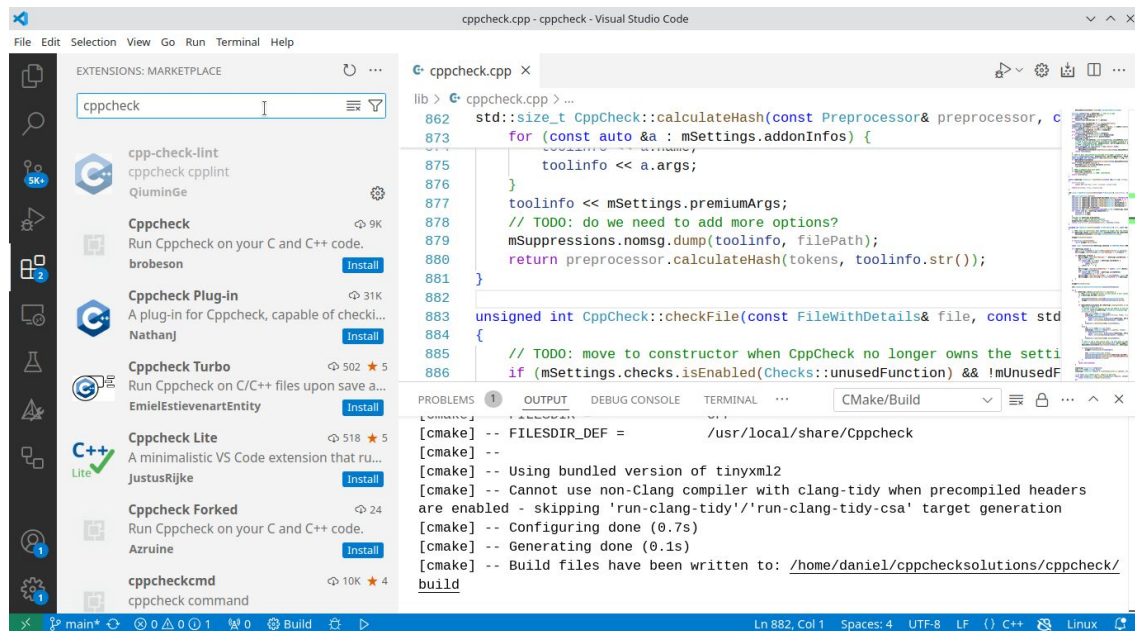 cppcheck.cpp - cppcheck - Visual Studio Code
File Edit Selection View Go Run Terminal Help
EXTENSIONS: MARKETPLACE
cppcheck
cpp-check-lint
cppcheck cpplint
QiuminGe
Cppcheck 9K
Run Cppcheck on your C and C++ code.
brobeson Install
Cppcheck Plug-in 31K
A plug-in for Cppcheck, capable of checki...
NathanJ Install
Cppcheck Turbo 502 ★ 5
Run Cppcheck on C/C++ files upon save a...
EmielEstievenartEntity Install
C++ Lite
Cppcheck Lite 518 ★ 5
A minimalistic VS Code extension that ru...
JustusRijke Install
Cppcheck Forked 24
Run Cppcheck on your C and C++ code.
Azruine Install
cppcheckcmd 10K ★ 4
cppcheck command
5K+
2
1
1
cppcheck.cpp
lib > cppcheck.cpp > ...
862 std::size_t CppCheck::calculateHash(const Preprocessor& preprocessor, c
873 for (const auto &a : mSettings.addonInfos) {
875 toolinfo << a.args;
876 }
877 toolinfo << mSettings.premiumArgs;
878 // TODO: do we need to add more options?
879 mSuppressions.nomsg.dump(toolinfo, filePath);
880 return preprocessor.calculateHash(tokens, toolinfo.str());
881 }
882
883 unsigned int CppCheck::checkFile(const FileWithDetails& file, const std
884 {
885 // TODO: move to constructor when CppCheck no longer owns the setti
886 if (mSettings.checks.isEnabled(Checks::unusedFunction) && !mUnusedF
PROBLEMS 1 OUTPUT DEBUG CONSOLE TERMINAL ... CMake/Build
[cmake] -- FILESDIR_DEF = /usr/local/share/Cppcheck
[cmake] --
[cmake] -- Using bundled version of tinyxml2
[cmake] -- Cannot use non-Clang compiler with clang-tidy when precompiled headers
are enabled - skipping 'run-clang-tidy'/'run-clang-tidy-csa' target generation
[cmake] -- Configuring done (0.7s)
[cmake] -- Generating done (0.1s)
[cmake] -- Build files have been written to: /home/daniel/cppchecksolutions/cppcheck/
build
main* 0 0 1 0 Build Ln 882, Col 1 Spaces: 4 UTF-8 LF {} C++ Linux